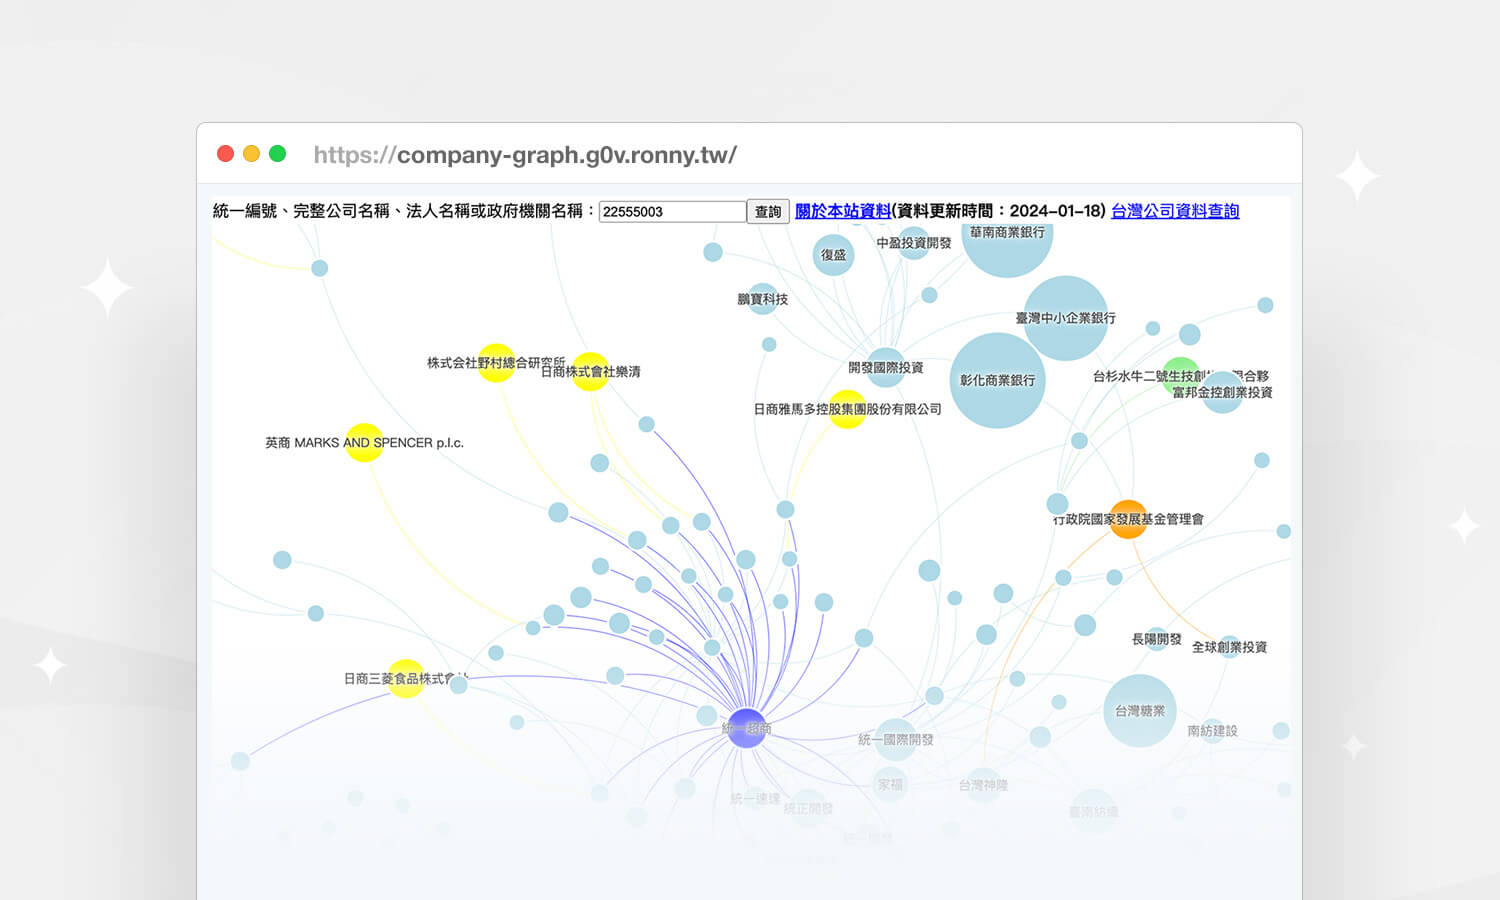 https://company-graph.g0v.ronny.tw/
統一編號、完整公司名稱、法人名稱或政府機關名稱：22555003 查詢 關於本站資料(資料更新時間：2024-01-18) 台灣公司資料查詢
華南商業銀行
中盈投資開發
復盛
鵬寶科技
臺灣中小企業銀行
株式会社野村總合研究所
日商株式會社樂清
開發國際投資
彰化商業銀行
台杉水牛二號生技創
限合夥
富邦金控創業投資
日商雅馬多控股集團股份有限公司
英商 MARKS AND SPENCER p.l.c.
行政院國家發展基金管理會
長陽開發
全球創業投資
日商三菱食品株式會社
台灣糖業
統一超商
南紡建設
統一國際開發
家福
台灣神隆
統一速達
統正開發
臺南紡織